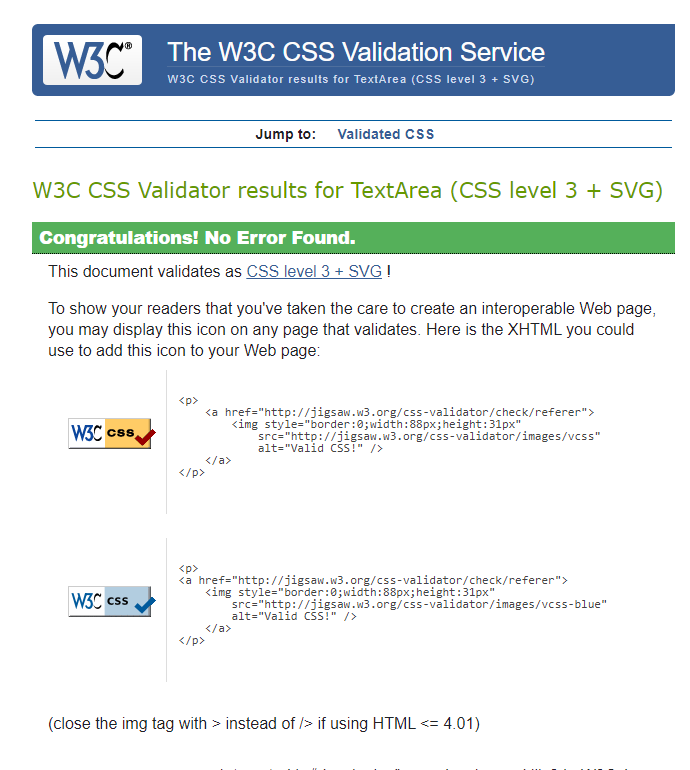 W3C® The W3C CSS Validation Service
W3C CSS Validator results for TextArea (CSS level 3 + SVG)
Jump to: Validated CSS
W3C CSS Validator results for TextArea (CSS level 3 + SVG)
Congratulations! No Error Found.
This document validates as CSS level 3 + SVG !
To show your readers that you've taken the care to create an interoperable Web page,
you may display this icon on any page that validates. Here is the XHTML you could
use to add this icon to your Web page:
W3C css
<p>
<a href="http://jigsaw.w3.org/css-validator/check/referer">
<img style="border:0;width:88px;height:31px"
src="http://jigsaw.w3.org/css-validator/images/vcss"
alt="Valid CSS!" />
</a>
</p>
W3C css
<p>
<a href="http://jigsaw.w3.org/css-validator/check/referer">
<img style="border:0;width:88px;height:31px"
src="http://jigsaw.w3.org/css-validator/images/vcss-blue"
alt="Valid CSS!" />
</a>
</p>
(close the img tag with > instead of /> if using HTML <= 4.01)